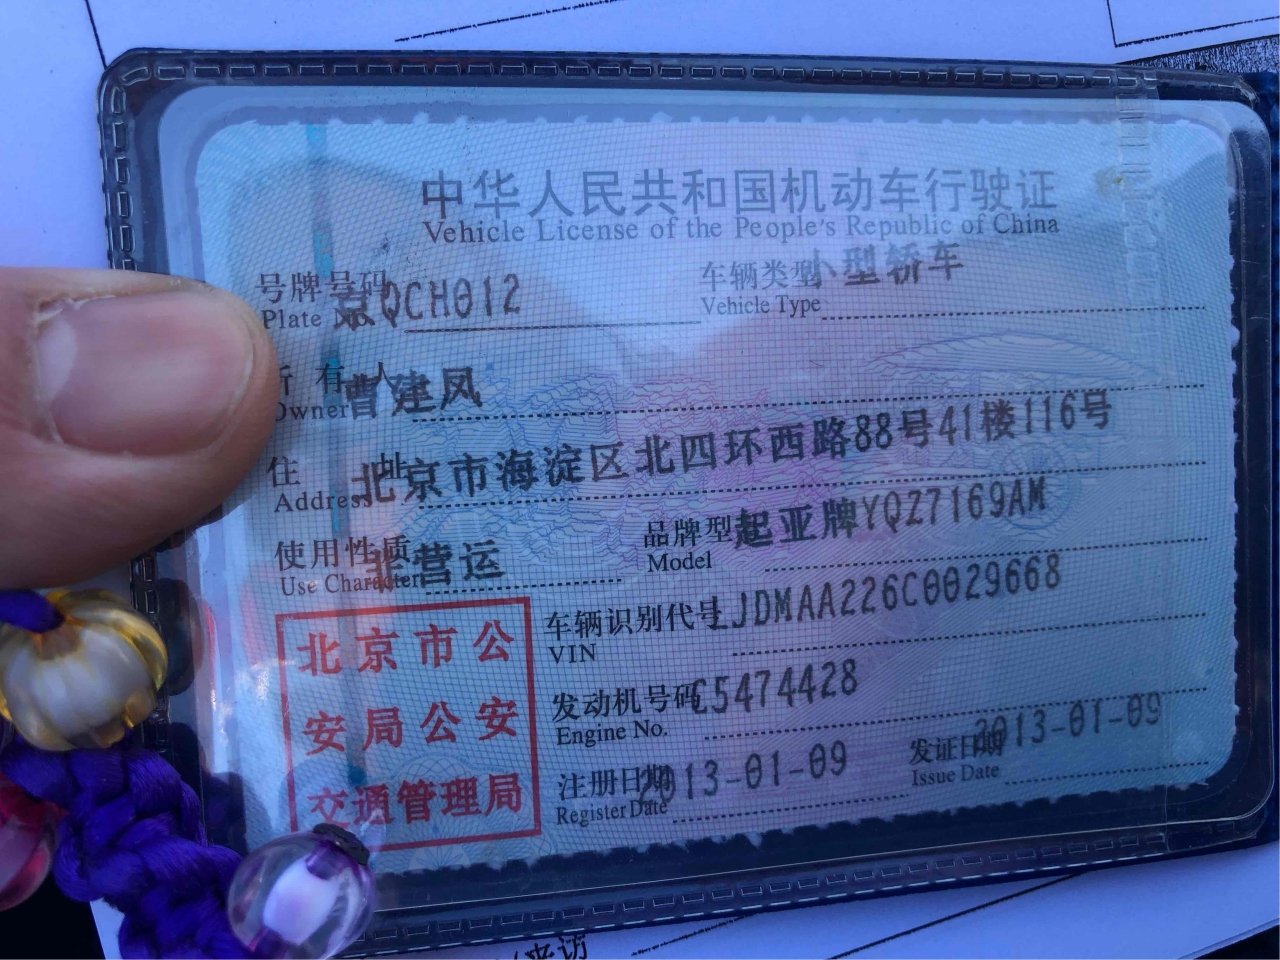 中华人民共和国机动车行驶证
Vehicle License of the People's Republic of China
号牌号码 京QCH012 车辆类型 小型轿车
Plate No. Vehicle Type
所有人 曹建凤
Owner
住址 北京市海淀区北四环西路88号41楼116号
Address
使用性质 非营运 品牌型号 起亚牌YQZ7169AM
Use Character Model
车辆识别代号 LJDMAA226C0029668
VIN
发动机号码 C5474428
Engine No.
注册日期 2013-01-09 发证日期 2013-01-09
Register Date Issue Date
北京市公
安局公安
交通管理局
来访